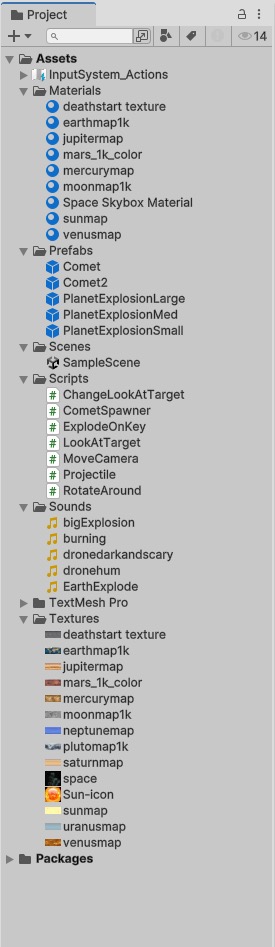 Project
14
Assets
InputSystem_Actions
Materials
deathstart texture
earthmap1k
jupitermap
mars_1k_color
mercurymap
moonmap1k
Space Skybox Material
sunmap
venusmap
Prefabs
Comet
Comet2
PlanetExplosionLarge
PlanetExplosionMed
PlanetExplosionSmall
Scenes
SampleScene
Scripts
# ChangeLookAtTarget
# CometSpawner
# ExplodeOnKey
# LookAtTarget
# MoveCamera
# Projectile
# RotateAround
Sounds
bigExplosion
burning
dronedarkandscary
dronehum
EarthExplode
TextMesh Pro
Textures
deathstart texture
earthmap1k
jupitermap
mars_1k_color
mercurymap
moonmap1k
neptunemap
plutomap1k
saturnmap
space
Sun-icon
sunmap
uranusmap
venusmap
Packages